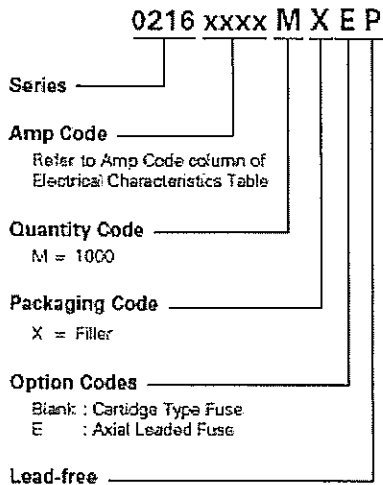 0216 xxxx M X E P
Series
Amp Code
Refer to Amp Code column of
Electrical Characteristics Table
Quantity Code
M = 1000
Packaging Code
X = Filler
Option Codes
Blank : Cartidge Type Fuse
E : Axial Leaded Fuse
Lead-free